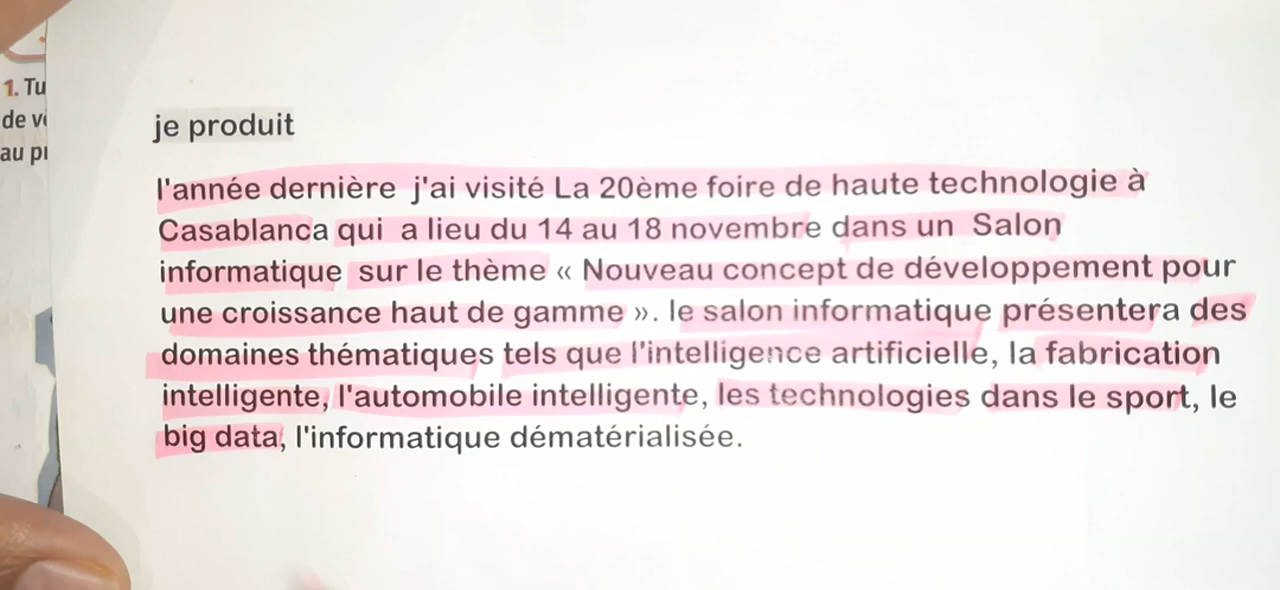 1. Tu
de v
au p
je produit
l'année dernière j'ai visité La 20ème foire de haute technologie à
Casablanca qui a lieu du 14 au 18 novembre dans un Salon
informatique sur le thème « Nouveau concept de développement pour
une croissance haut de gamme ». le salon informatique présentera des
domaines thématiques tels que l'intelligence artificielle, la fabrication
intelligente, l'automobile intelligente, les technologies dans le sport, le
big data, l'informatique dématérialisée.